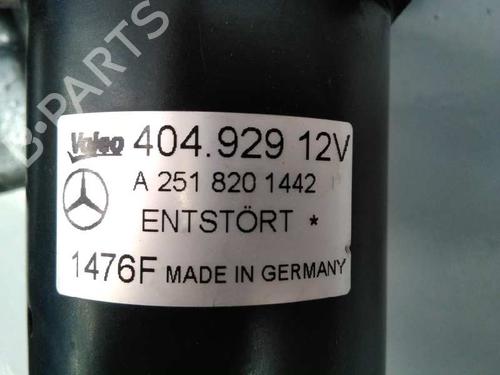 B-PARTS
Valeo 404.929 12V
A 251 820 1442
ENTSTÖRT *
1476F MADE IN GERMANY